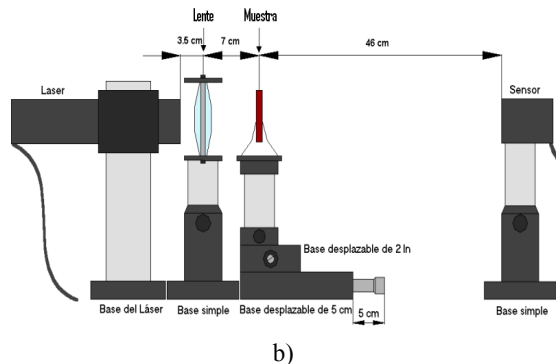 Lente
Muestra
3.5 cm
7 cm
46 cm
Laser
Sensor
Base desplazable de 2 In
Base del Láser
Base simple
Base desplazable de 5 cm
5 cm
Base simple
b)